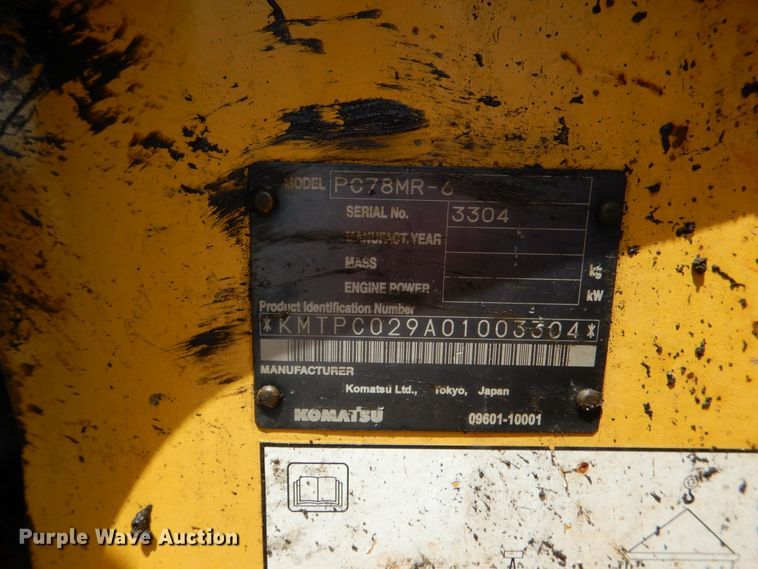 MODEL PC78MR-6
SERIAL No. 3304
MANUFACT. YEAR
MASS kg
ENGINE POWER kW
Product Identification Number
*KMTPC029A01003304*
MANUFACTURER
Komatsu Ltd., Tokyo, Japan
KOMATSU 09601-10001
Purple Wave Auction®